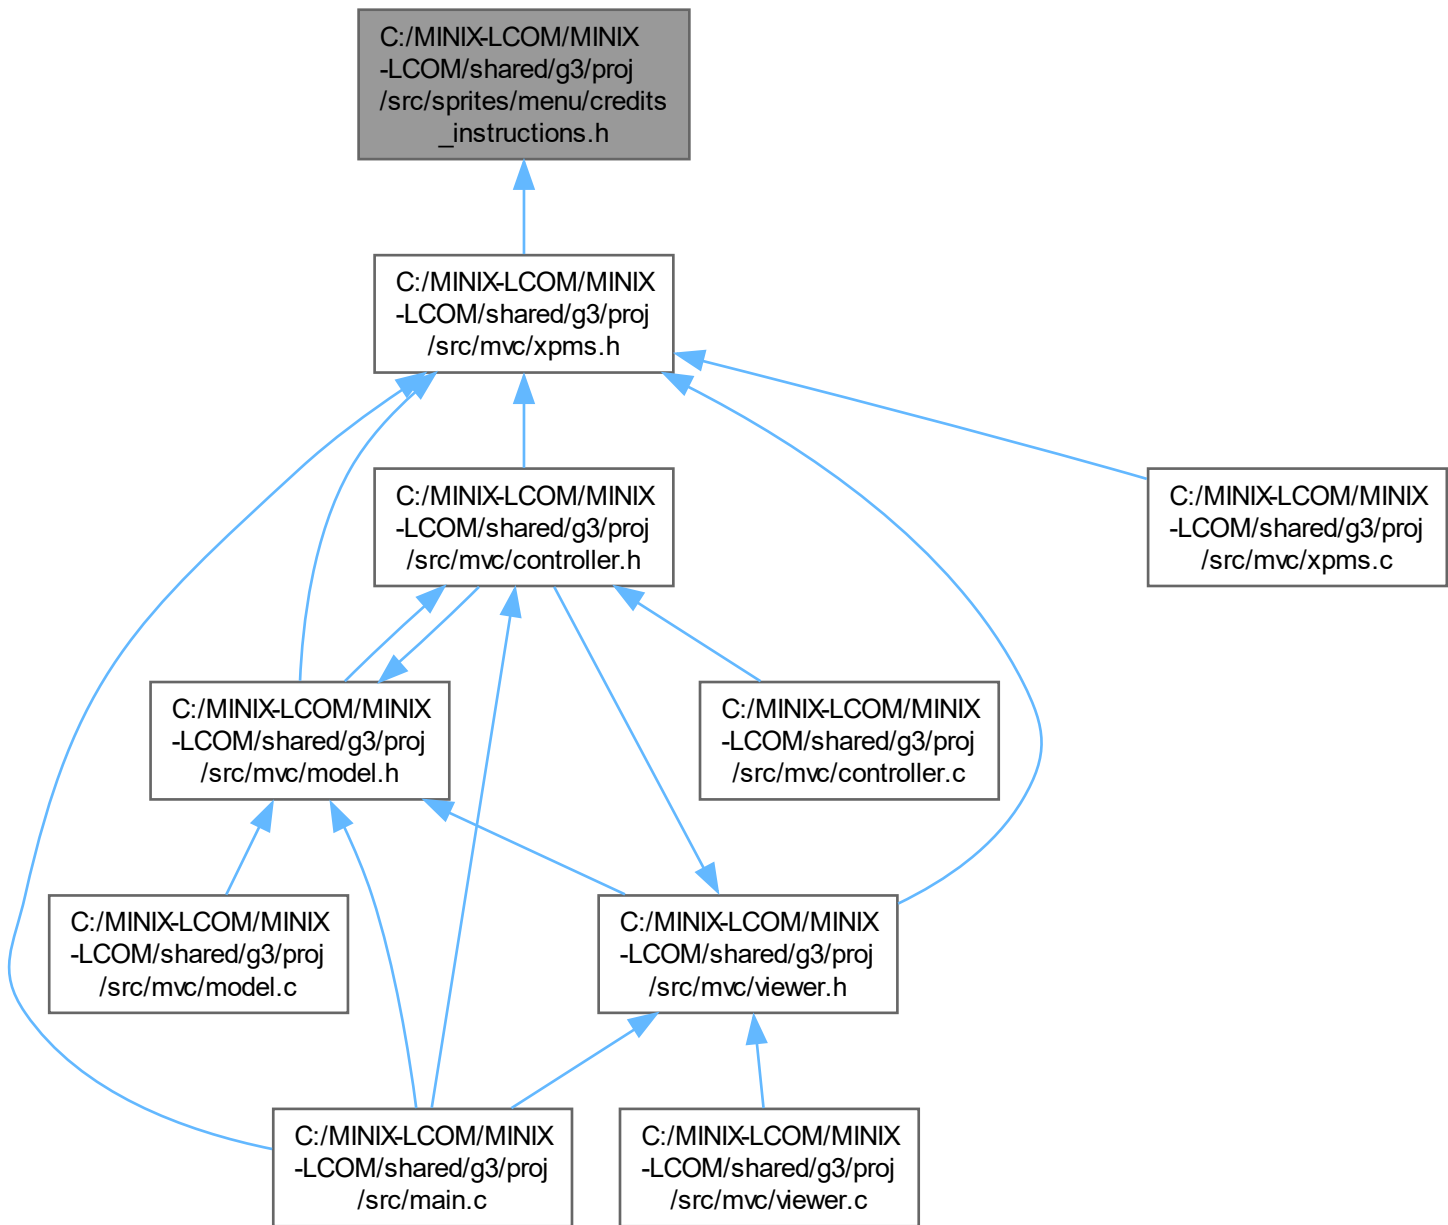 C:/MINIX-LCOM/MINIX
-LCOM/shared/g3/proj
/src/sprites/menu/credits
_instructions.h
C:/MINIX-LCOM/MINIX
-LCOM/shared/g3/proj
/src/mvc/xpms.h
C:/MINIX-LCOM/MINIX
-LCOM/shared/g3/proj
/src/mvc/controller.h
C:/MINIX-LCOM/MINIX
-LCOM/shared/g3/proj
/src/mvc/xpms.c
C:/MINIX-LCOM/MINIX
-LCOM/shared/g3/proj
/src/mvc/model.h
C:/MINIX-LCOM/MINIX
-LCOM/shared/g3/proj
/src/mvc/controller.c
C:/MINIX-LCOM/MINIX
-LCOM/shared/g3/proj
/src/mvc/model.c
C:/MINIX-LCOM/MINIX
-LCOM/shared/g3/proj
/src/mvc/viewer.h
C:/MINIX-LCOM/MINIX
-LCOM/shared/g3/proj
/src/main.c
C:/MINIX-LCOM/MINIX
-LCOM/shared/g3/proj
/src/mvc/viewer.c